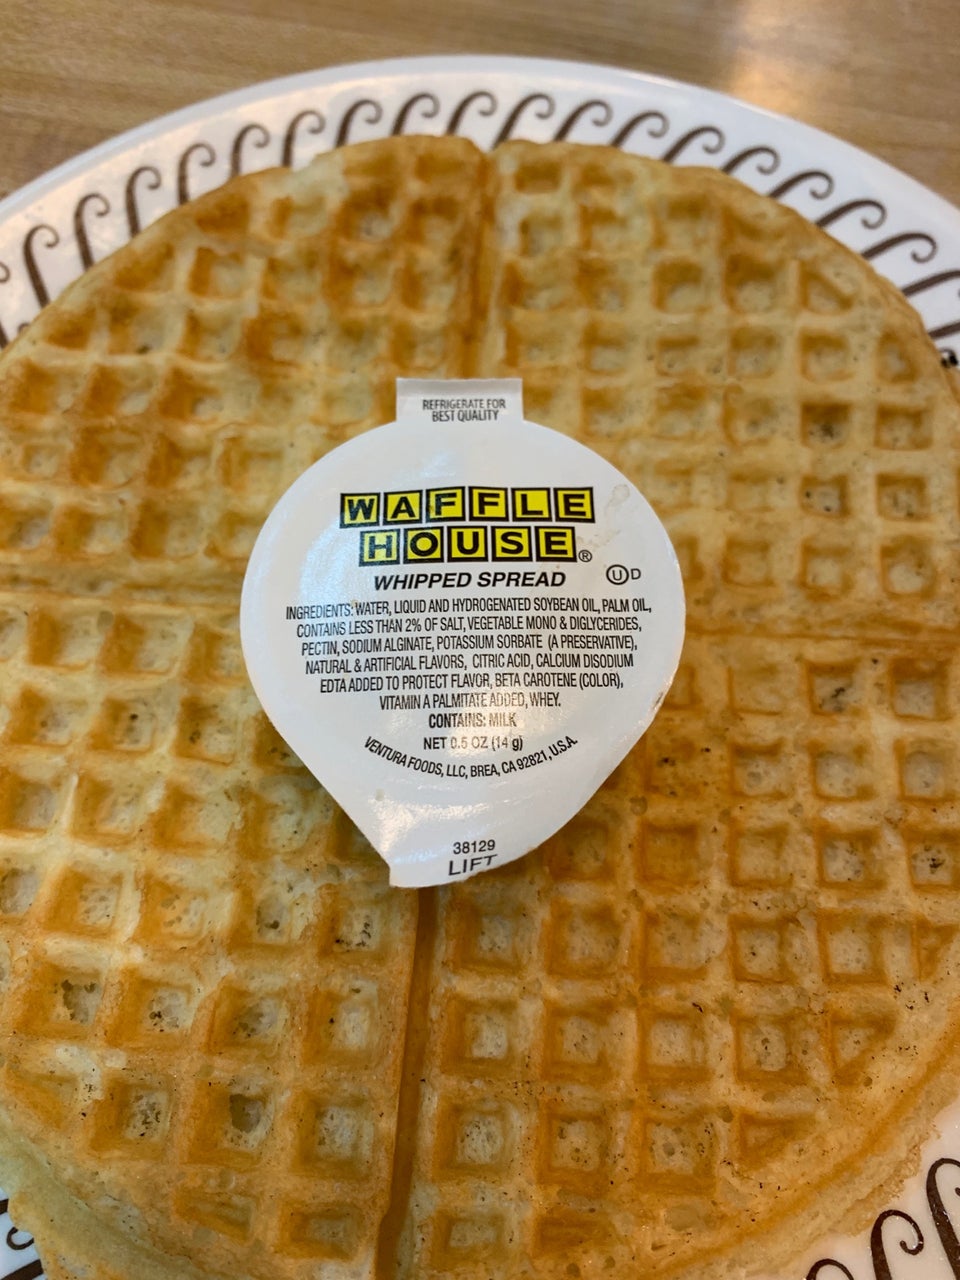 REFRIGERATE FOR
BEST QUALITY
WAFFLE
HOUSE®
WHIPPED SPREAD ⓊD
INGREDIENTS: WATER, LIQUID AND HYDROGENATED SOYBEAN OIL, PALM OIL,
CONTAINS LESS THAN 2% OF SALT, VEGETABLE MONO & DIGLYCERIDES,
PECTIN, SODIUM ALGINATE, POTASSIUM SORBATE (A PRESERVATIVE),
NATURAL & ARTIFICIAL FLAVORS, CITRIC ACID, CALCIUM DISODIUM
EDTA ADDED TO PROTECT FLAVOR, BETA CAROTENE (COLOR),
VITAMIN A PALMITATE ADDED, WHEY.
CONTAINS: MILK
NET 0.5 OZ (14 g)
VENTURA FOODS, LLC, BREA, CA 92821, U.S.A.
38129
LIFT